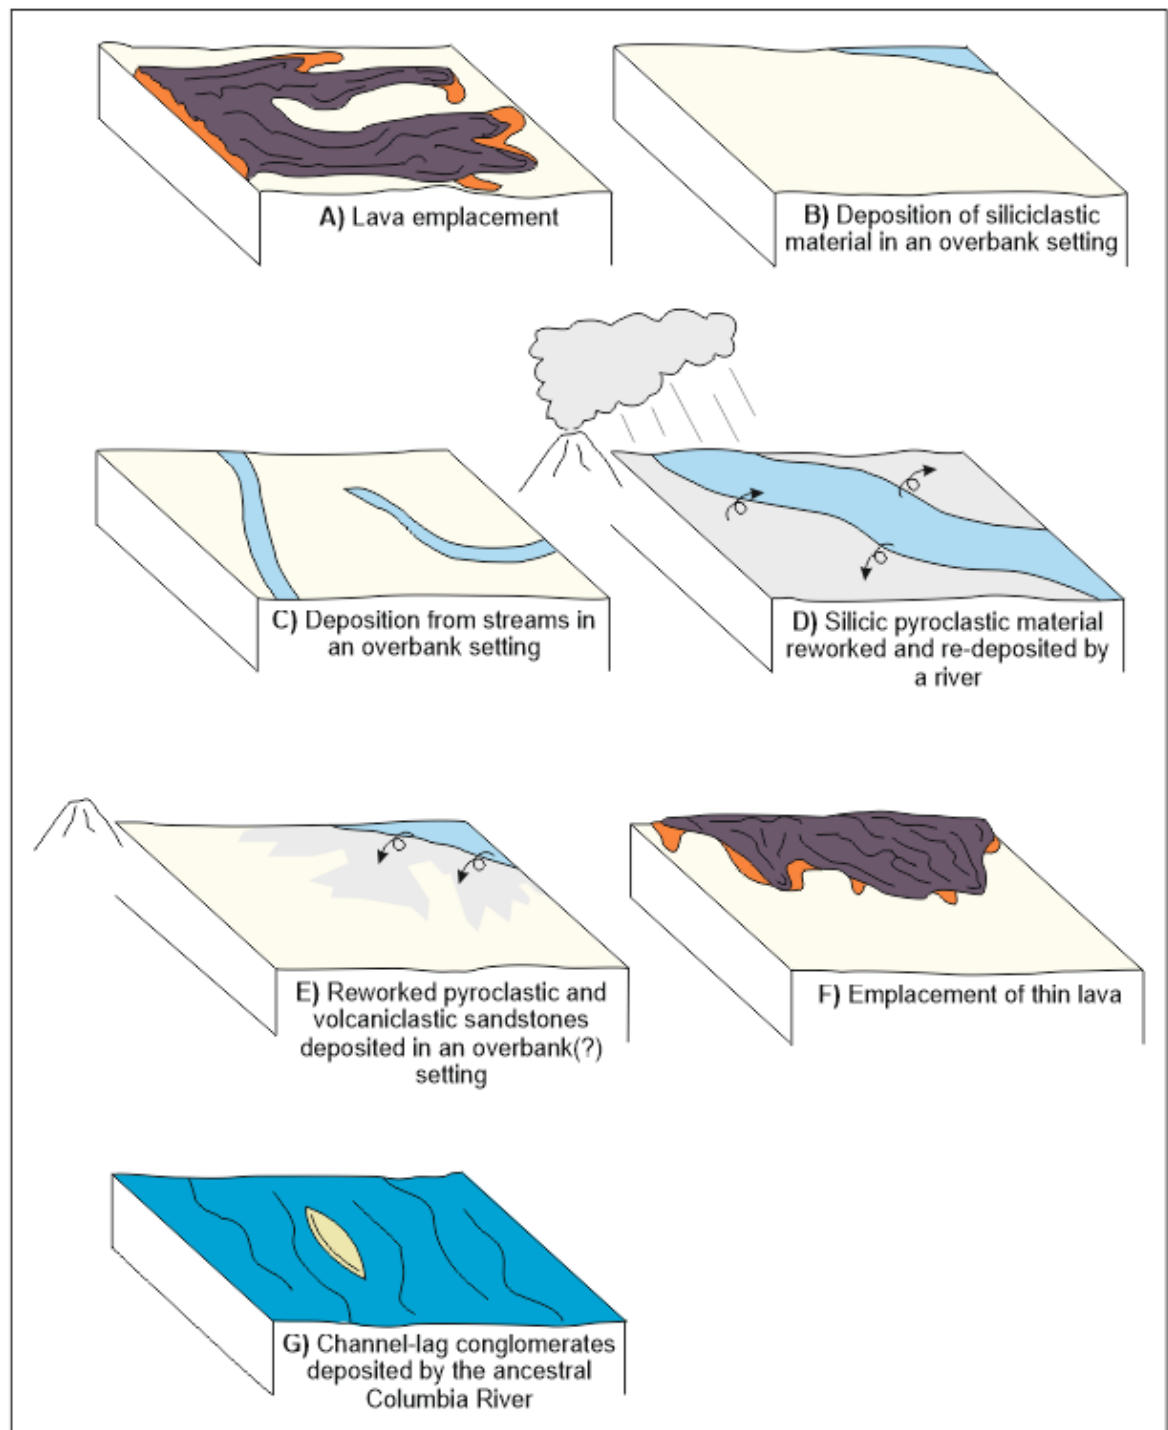 A) Lava emplacement
B) Deposition of siliciclastic
material in an overbank setting
C) Deposition from streams in
an overbank setting
D) Silicic pyroclastic material
reworked and re-deposited by
a river
E) Reworked pyroclastic and
volcaniclastic sandstones
deposited in an overbank(?)
setting
F) Emplacement of thin lava
G) Channel-lag conglomerates
deposited by the ancestral
Columbia River